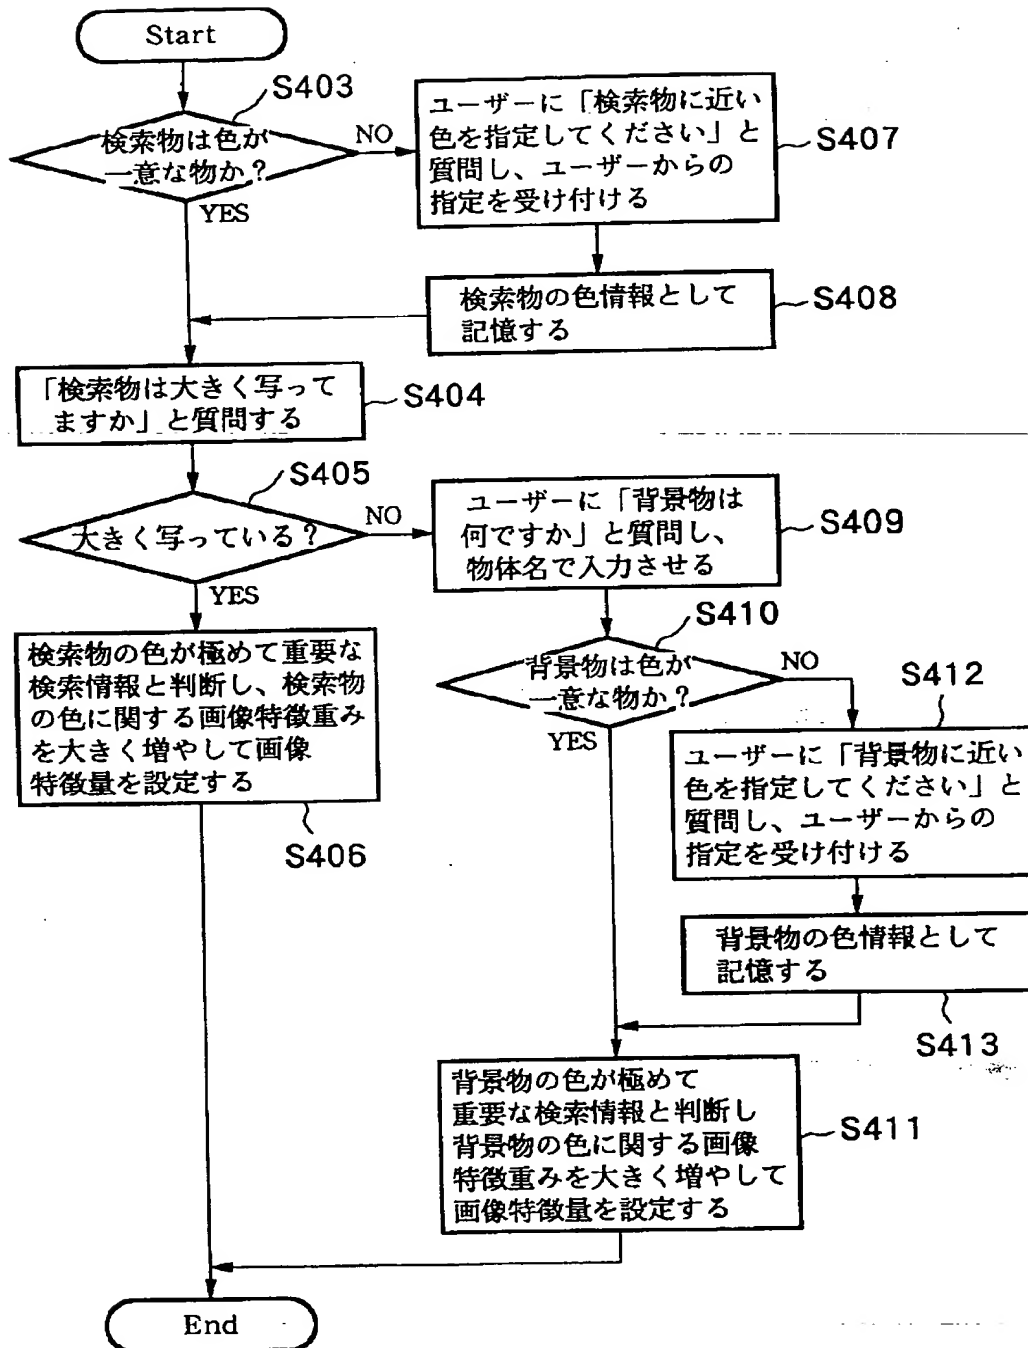 Start
S403
検索物は色が
一意な物か？
NO
YES
ユーザーに「検索物に近い
色を指定してください」と
質問し、ユーザーからの
指定を受け付ける
S407
検索物の色情報として
記憶する
S408
「検索物は大きく写って
ますか」と質問する
S404
S405
大きく写っている？
NO
YES
ユーザーに「背景物は
何ですか」と質問し、
物体名で入力させる
S409
検索物の色が極めて重要な
検索情報と判断し、検索物
の色に関する画像特徴重み
を大きく増やして画像
特徴量を設定する
S406
S410
背景物は色が
一意な物か？
NO
YES
S412
ユーザーに「背景物に近い
色を指定してください」と
質問し、ユーザーからの
指定を受け付ける
背景物の色情報として
記憶する
S413
背景物の色が極めて
重要な検索情報と判断し
背景物の色に関する画像
特徴重みを大きく増やして
画像特徴量を設定する
S411
End